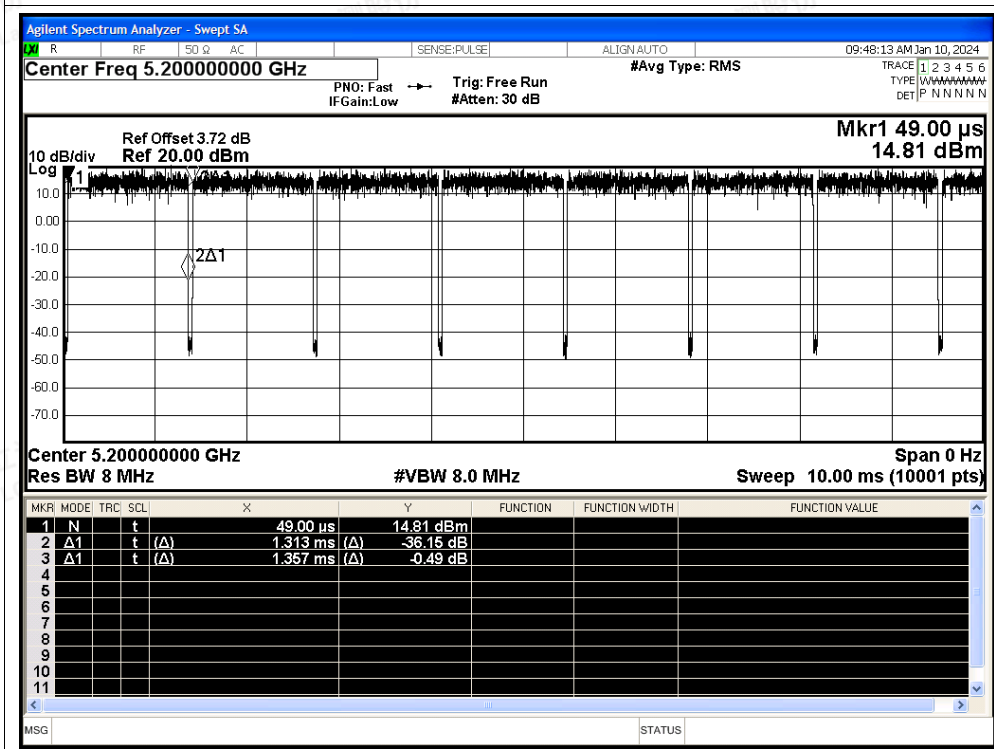 Agilent Spectrum Analyzer - Swept SA
LXI R RF 50 Ω AC SENSE:PULSE ALIGN AUTO 09:48:13 AM Jan 10, 2024
Center Freq 5.200000000 GHz #Avg Type: RMS TRACE 1 2 3 4 5 6
PNO: Fast Trig: Free Run TYPE WWWWWW
IFGain:Low #Atten: 30 dB DET P N N N N N
Mkr1 49.00 µs
Ref Offset 3.72 dB
10 dB/div Ref 20.00 dBm 14.81 dBm
Log
1
10.0
0.00
-10.0
2Δ1
-20.0
-30.0
-40.0
-50.0
-60.0
-70.0
Center 5.200000000 GHz Span 0 Hz
Res BW 8 MHz #VBW 8.0 MHz Sweep 10.00 ms (10001 pts)
MKR MODE TRC SCL X Y FUNCTION FUNCTION WIDTH FUNCTION VALUE
1 N t 49.00 µs 14.81 dBm
2 Δ1 t (Δ) 1.313 ms (Δ) -36.15 dB
3 Δ1 t (Δ) 1.357 ms (Δ) -0.49 dB
4
5
6
7
8
9
10
11
MSG STATUS